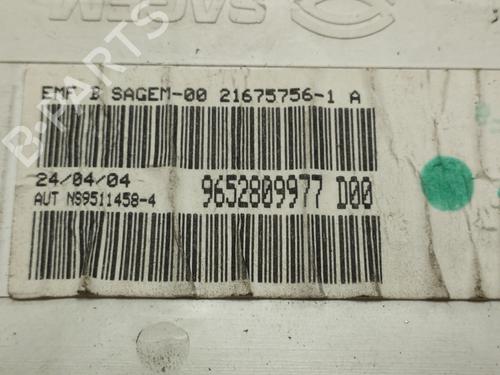 SAGEM
EMF C SAGEM-00 21675756-1 A
24/04/04
9652809977 D00
AUT NS9511458-4
B-PARTS